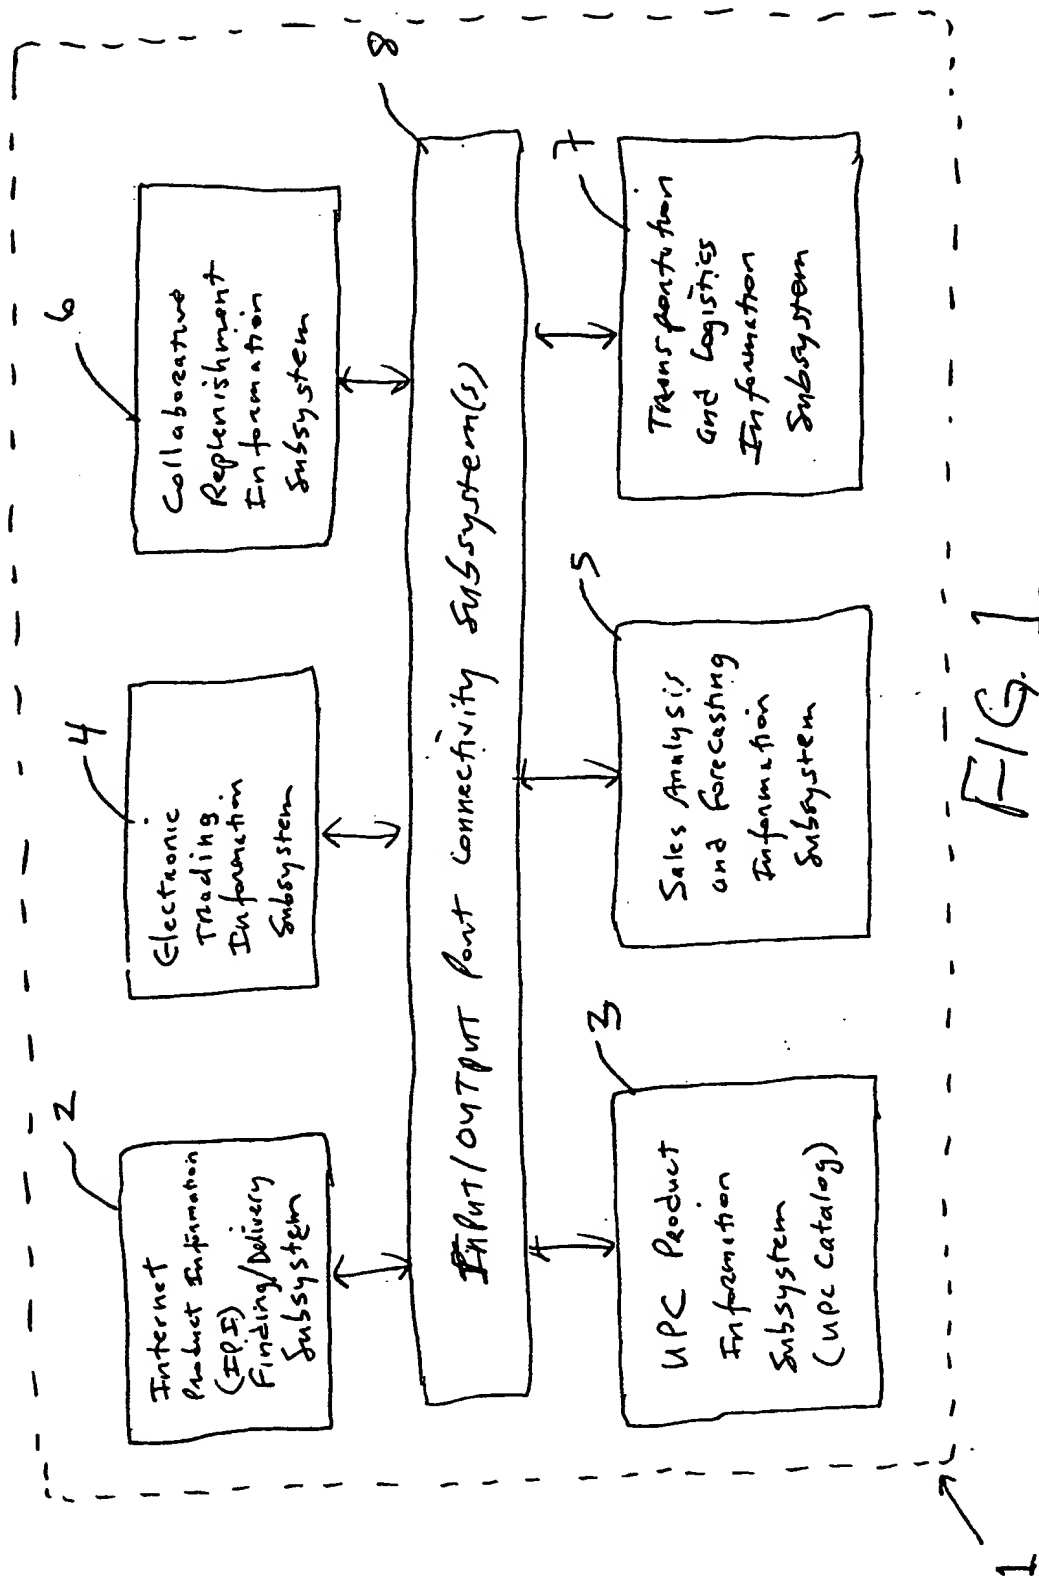 2
Internet
Product Information
(IPI)
Finding/Delivery
Subsystem
4
Electronic
Trading
Information
Subsystem
6
Collaborative
Replenishment
Information
Subsystem
8
INPUT/OUTPUT Port Connectivity Subsystem(s)
3
UPC Product
Information
Subsystem
(UPC Catalog)
5
Sales Analysis
and Forecasting
Information
Subsystem
7
Transportation
and Logistics
Information
Subsystem
1
FIG. 1